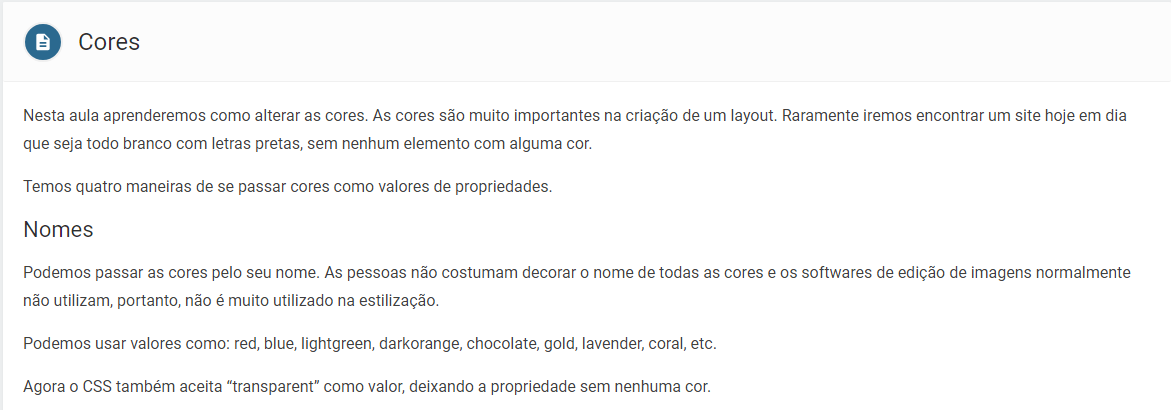 Cores
Nesta aula aprenderemos como alterar as cores. As cores são muito importantes na criação de um layout. Raramente iremos encontrar um site hoje em dia
que seja todo branco com letras pretas, sem nenhum elemento com alguma cor.
Temos quatro maneiras de se passar cores como valores de propriedades.
Nomes
Podemos passar as cores pelo seu nome. As pessoas não costumam decorar o nome de todas as cores e os softwares de edição de imagens normalmente
não utilizam, portanto, não é muito utilizado na estilização.
Podemos usar valores como: red, blue, lightgreen, darkorange, chocolate, gold, lavender, coral, etc.
Agora o CSS também aceita “transparent” como valor, deixando a propriedade sem nenhuma cor.